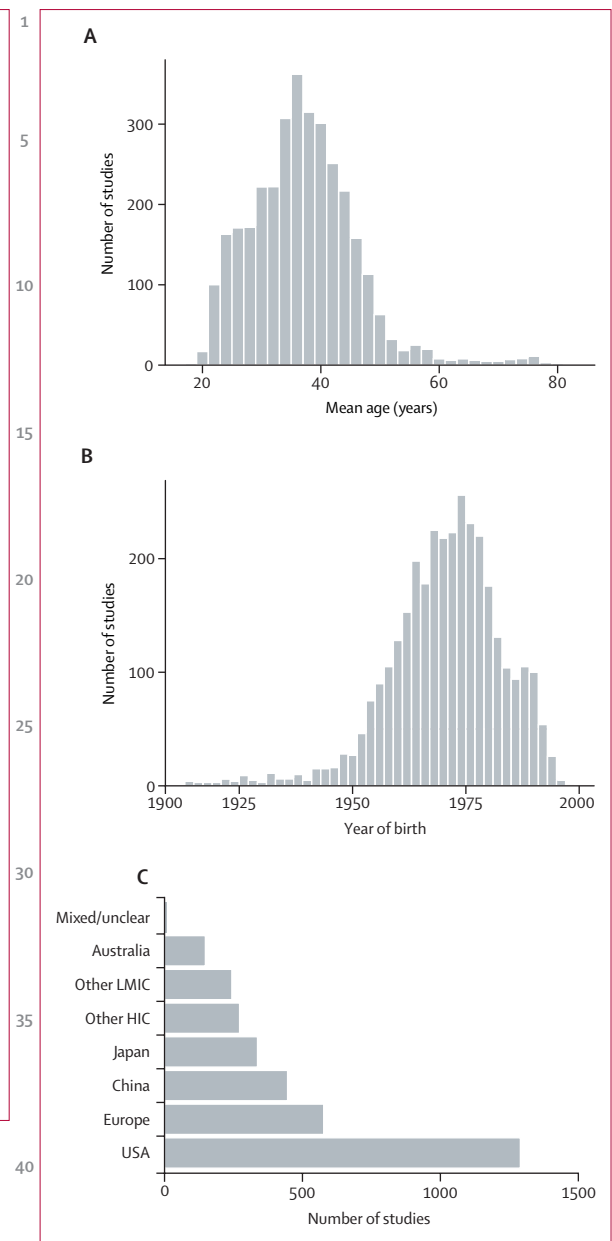 1
5
10
15
20
25
30
35
40
A
Number of studies
300
200
100
0
20 40 60 80
Mean age (years)
B
Number of studies
200
100
0
1900 1925 1950 1975 2000
Year of birth
C
Mixed/unclear
Australia
Other LMIC
Other HIC
Japan
China
Europe
USA
0 500 1000 1500
Number of studies